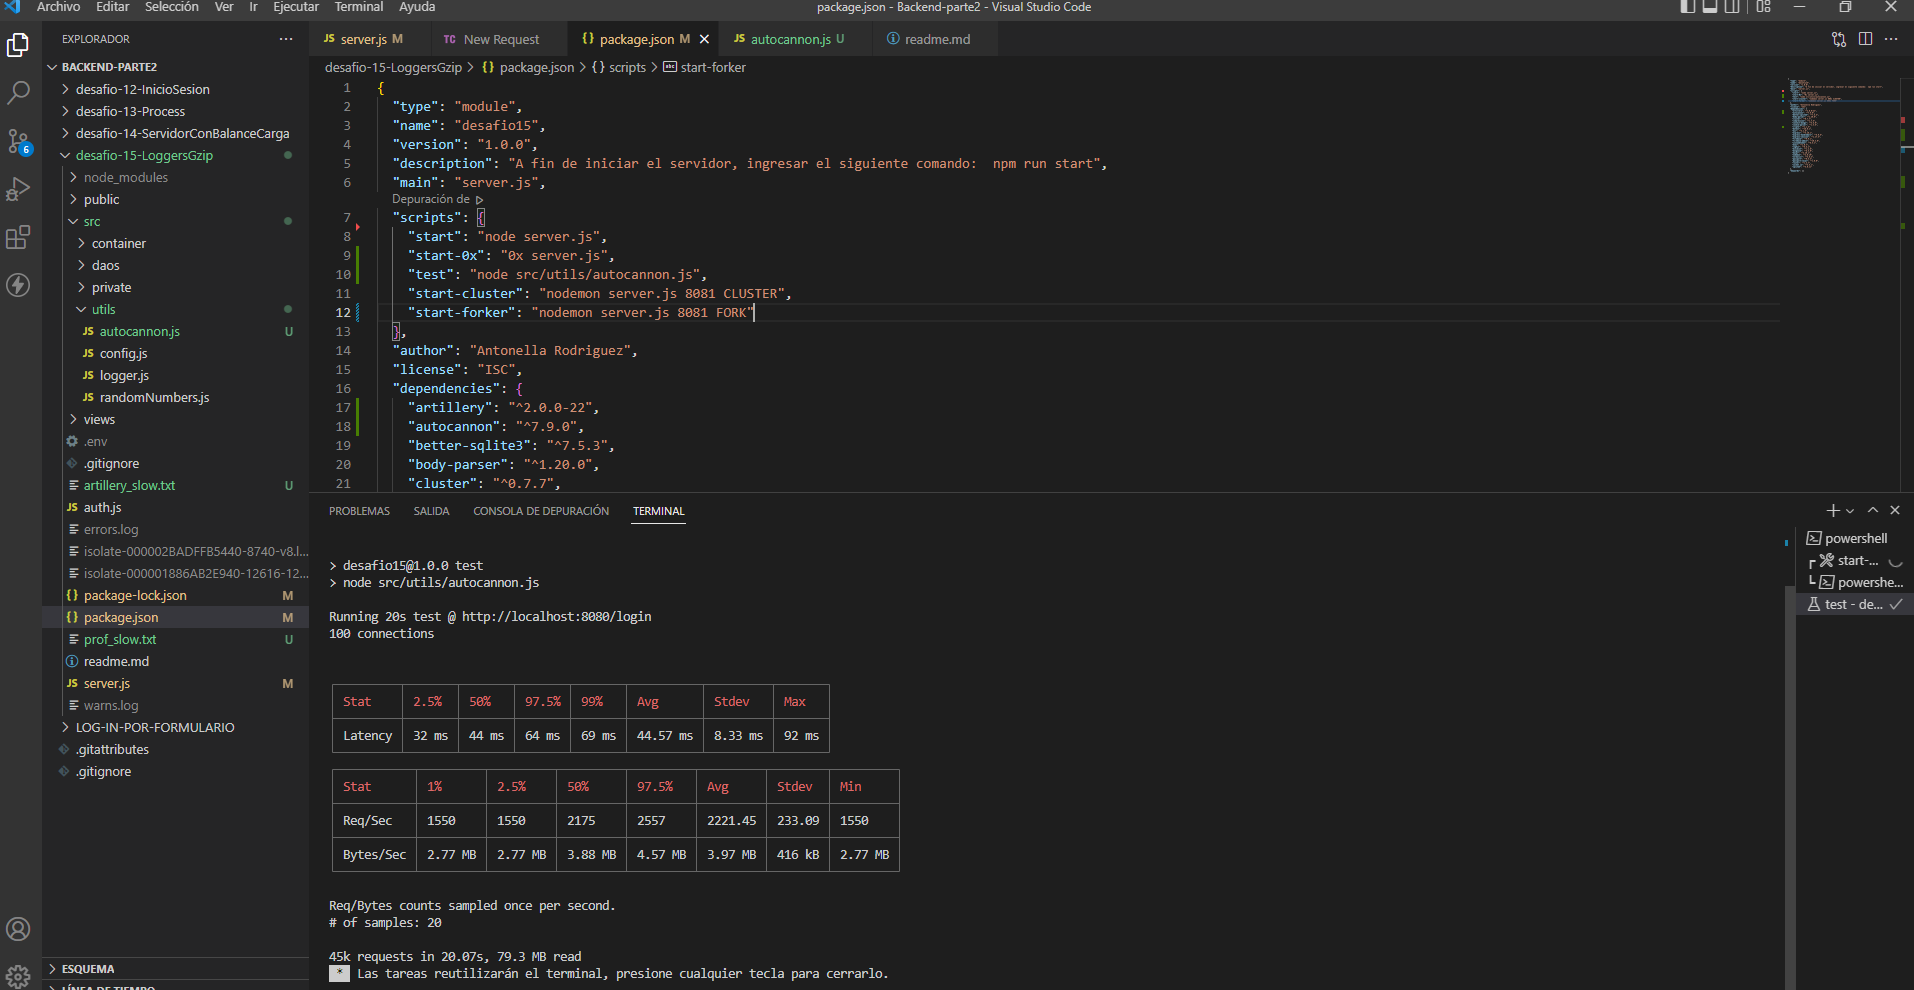 Archivo Editar Selección Ver Ir Ejecutar Terminal Ayuda
package.json - Backend-parte2 - Visual Studio Code
EXPLORADOR
BACKEND-PARTE2
desafio-12-InicioSesion
desafio-13-Process
desafio-14-ServidorConBalanceCarga
desafio-15-LoggersGzip
node_modules
public
src
container
daos
private
utils
JS autocannon.js U
JS config.js
JS logger.js
JS randomNumbers.js
views
.env
.gitignore
artillery_slow.txt U
JS auth.js
errors.log
isolate-000002BADFFB5440-8740-v8.l...
isolate-000001886AB2E940-12616-12...
{} package-lock.json M
{} package.json M
prof_slow.txt U
readme.md
JS server.js M
warns.log
LOG-IN-POR-FORMULARIO
.gitattributes
.gitignore
ESQUEMA
LÍNEA DE TIEMPO
6
JS server.js M
TC New Request
{} package.json M
JS autocannon.js U
readme.md
desafio-15-LoggersGzip > {} package.json > {} scripts > abc start-forker
1 {
2 "type": "module",
3 "name": "desafio15",
4 "version": "1.0.0",
5 "description": "A fin de iniciar el servidor, ingresar el siguiente comando:  npm run start",
6 "main": "server.js",
Depuración de
7 "scripts": {
8 "start": "node server.js",
9 "start-0x": "0x server.js",
10 "test": "node src/utils/autocannon.js",
11 "start-cluster": "nodemon server.js 8081 CLUSTER",
12 "start-forker": "nodemon server.js 8081 FORK"
13 },
14 "author": "Antonella Rodriguez",
15 "license": "ISC",
16 "dependencies": {
17 "artillery": "^2.0.0-22",
18 "autocannon": "^7.9.0",
19 "better-sqlite3": "^7.5.3",
20 "body-parser": "^1.20.0",
21 "cluster": "^0.7.7",
PROBLEMAS SALIDA CONSOLA DE DEPURACIÓN TERMINAL
> desafio15@1.0.0 test
> node src/utils/autocannon.js
Running 20s test @ http://localhost:8080/login
100 connections
Stat 2.5% 50% 97.5% 99% Avg Stdev Max
Latency 32 ms 44 ms 64 ms 69 ms 44.57 ms 8.33 ms 92 ms
Stat 1% 2.5% 50% 97.5% Avg Stdev Min
Req/Sec 1550 1550 2175 2557 2221.45 233.09 1550
Bytes/Sec 2.77 MB 2.77 MB 3.88 MB 4.57 MB 3.97 MB 416 kB 2.77 MB
Req/Bytes counts sampled once per second.
# of samples: 20
45k requests in 20.07s, 79.3 MB read
* Las tareas reutilizarán el terminal, presione cualquier tecla para cerrarlo.
powershell
start-...
powershe...
test - de...